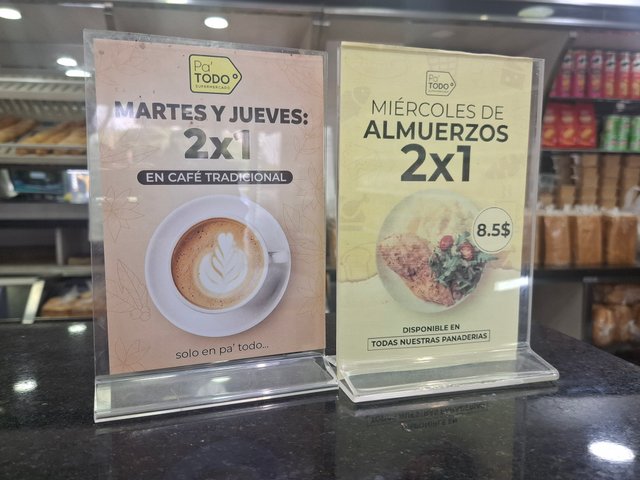 Pa'
TODO
SUPERMERCADO
MARTES Y JUEVES:
2x1
EN CAFÉ TRADICIONAL
solo en pa' todo...
Pa'
TODO
SUPERMERCADO
MIÉRCOLES DE
ALMUERZOS
2x1
8.5$
DISPONIBLE EN
TODAS NUESTRAS PANADERIAS